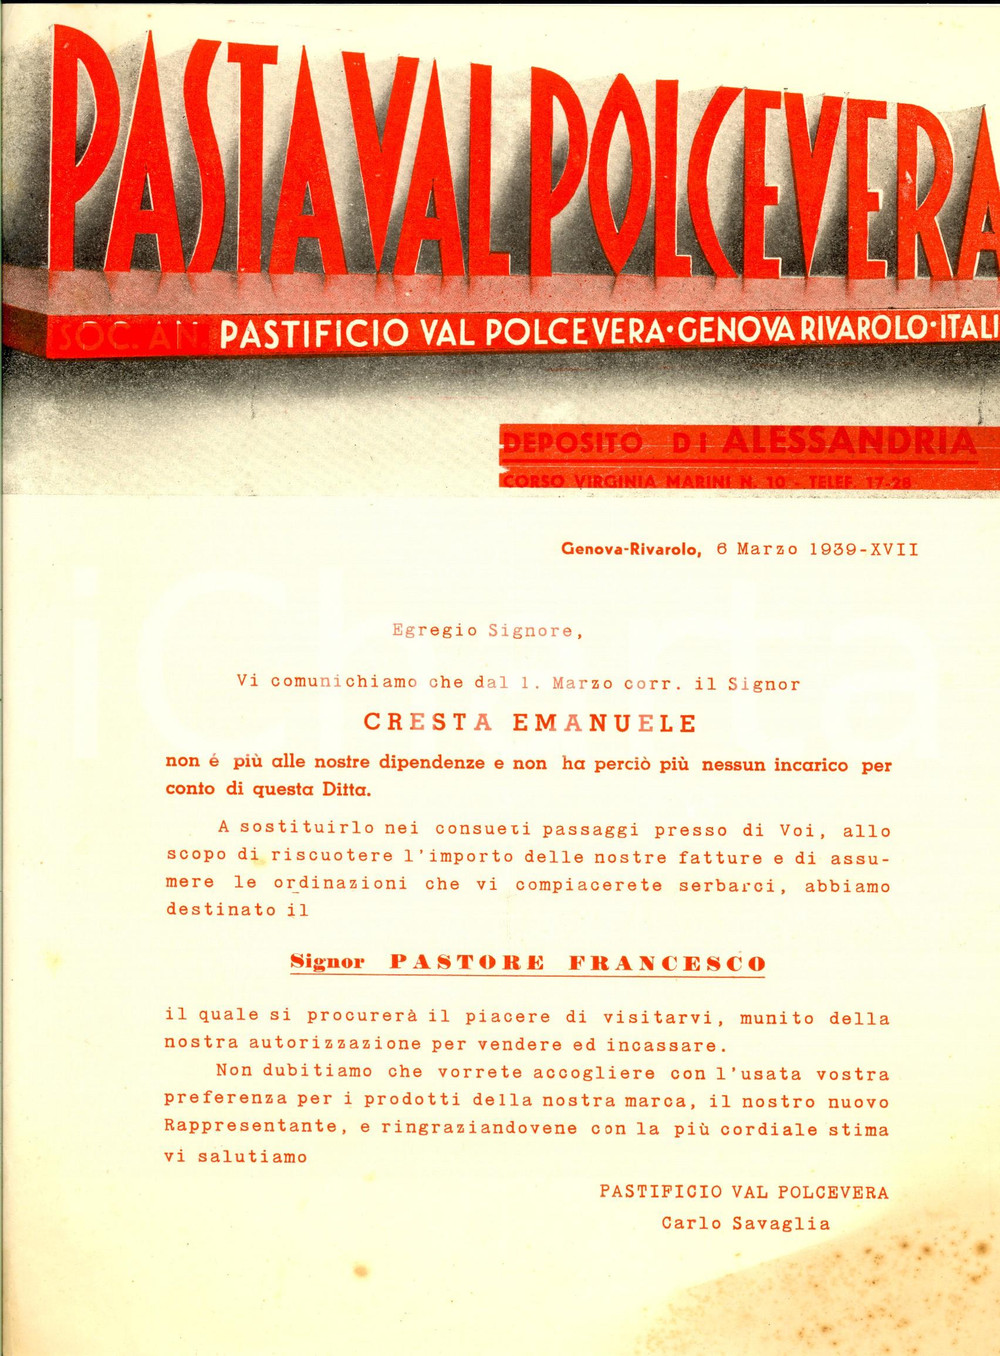 PASTA VAL POLCEVERA
SOC. AN. PASTIFICIO VAL POLCEVERA·GENOVA RIVAROLO·ITALI
DEPOSITO DI ALESSANDRIA
CORSO VIRGINIA MARINI N. 10 - TELEF. 17-28
Genova-Rivarolo, 6 Marzo 1939-XVII
Egregio Signore,
Vi comunichiamo che dal 1. Marzo corr. il Signor
CRESTA EMANUELE
non é più alle nostre dipendenze e non ha perciò più nessun incarico per
conto di questa Ditta.
A sostituirlo nei consueti passaggi presso di Voi, allo
scopo di riscuotere l'importo delle nostre fatture e di assu-
mere le ordinazioni che vi compiacerete serbarci, abbiamo
destinato il
Signor PASTORE FRANCESCO
il quale si procurerà il piacere di visitarvi, munito della
nostra autorizzazione per vendere ed incassare.
Non dubitiamo che vorrete accogliere con l'usata vostra
preferenza per i prodotti della nostra marca, il nostro nuovo
Rappresentante, e ringraziandovene con la più cordiale stima
vi salutiamo
PASTIFICIO VAL POLCEVERA
Carlo Savaglia